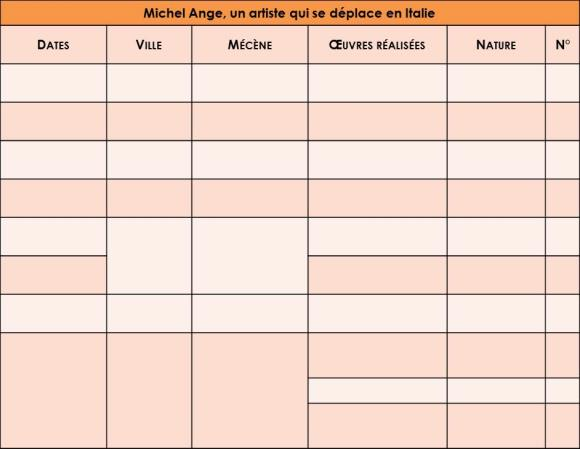 Michel Ange, un artiste qui se déplace en Italie
DATES VILLE MÉCÈNE ŒUVRES RÉALISÉES NATURE N°